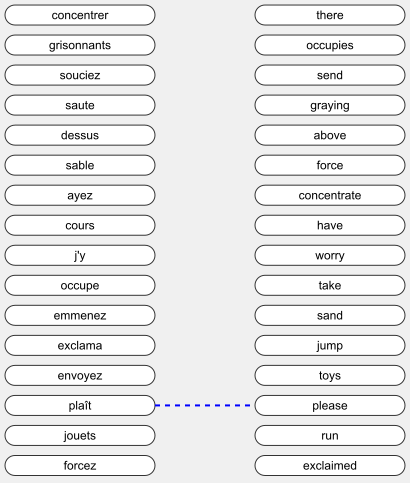 concentrer there
grisonnants occupies
souciez send
saute graying
dessus above
sable force
ayez concentrate
cours have
j'y worry
occupe take
emmenez sand
exclama jump
envoyez toys
plaît please
jouets run
forcez exclaimed